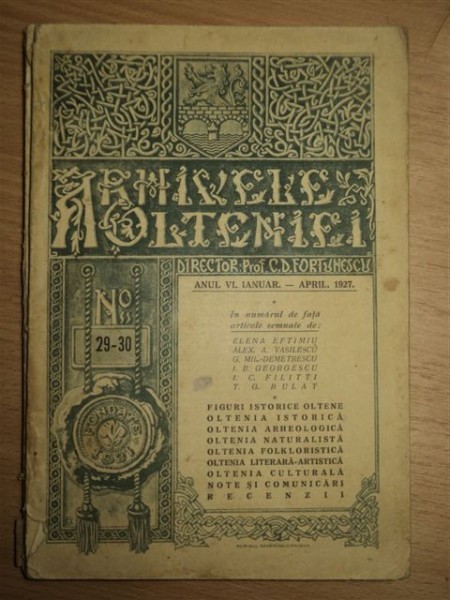 ARHIVELE
OLTENIEI
DIRECTOR: Prof. C.D. FORTUNESCU
ANUL VI. IANUAR. — APRIL. 1927.
No
29-30
În numărul de față
articole semnate de:
ELENA EFTIMIU
ALEX. A. VASILESCU
G. MIL.-DEMETRESCU
I. B. GEORGESCU
I. C. FILITTI
T. G. BULAT
FIGURI ISTORICE OLTENE
OLTENIA ISTORICĂ
OLTENIA ARHEOLOGICĂ
OLTENIA NATURALISTĂ
OLTENIA FOLKLORISTICĂ
OLTENIA LITERARĂ-ARTISTICĂ
OLTENIA CULTURALĂ
NOTE ȘI COMUNICĂRI
RECENZII